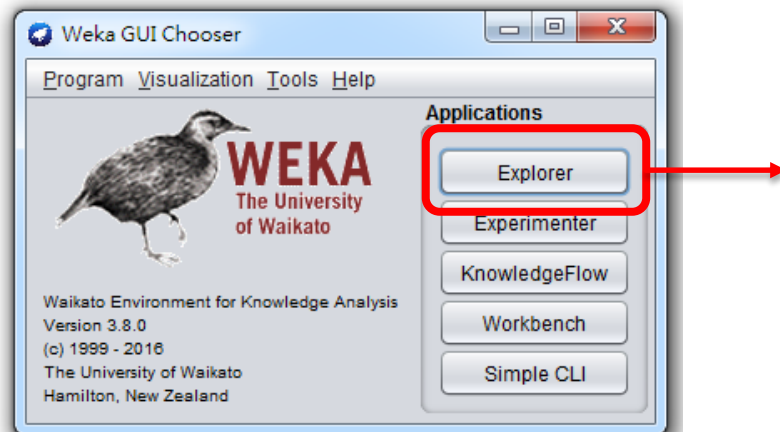 Weka GUI Chooser
Program Visualization Tools Help
Applications
WEKA
The University
of Waikato
Explorer
Experimenter
KnowledgeFlow
Workbench
Simple CLI
Waikato Environment for Knowledge Analysis
Version 3.8.0
(c) 1999 - 2016
The University of Waikato
Hamilton, New Zealand